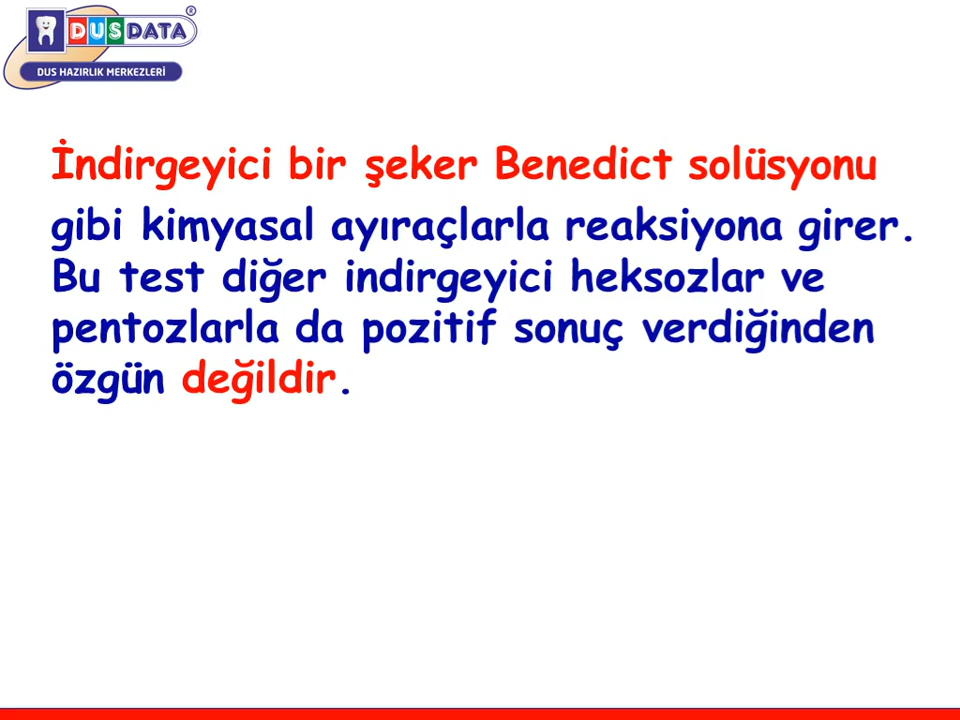 DUSDATA®
DUS HAZIRLIK MERKEZLERİ
İndirgeyici bir şeker Benedict solüsyonu
gibi kimyasal ayıraçlarla reaksiyona girer.
Bu test diğer indirgeyici heksozlar ve
pentozlarla da pozitif sonuç verdiğinden
özgün değildir.